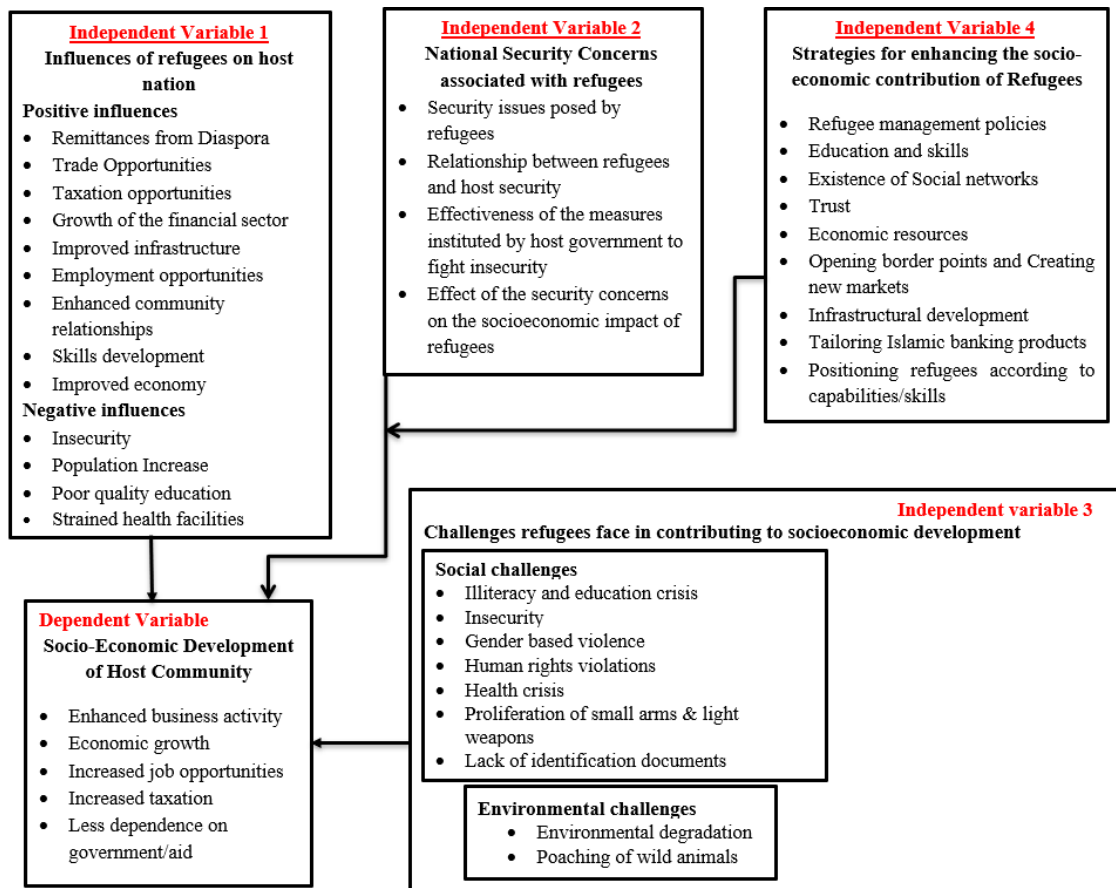 Independent Variable 1
Influences of refugees on host
nation
Positive influences
• Remittances from Diaspora
• Trade Opportunities
• Taxation opportunities
• Growth of the financial sector
• Improved infrastructure
• Employment opportunities
• Enhanced community
relationships
• Skills development
• Improved economy
Negative influences
• Insecurity
• Population Increase
• Poor quality education
• Strained health facilities
Independent Variable 2
National Security Concerns
associated with refugees
• Security issues posed by
refugees
• Relationship between refugees
and host security
• Effectiveness of the measures
instituted by host government to
fight insecurity
• Effect of the security concerns
on the socioeconomic impact of
refugees
Independent Variable 4
Strategies for enhancing the socio-
economic contribution of Refugees
• Refugee management policies
• Education and skills
• Existence of Social networks
• Trust
• Economic resources
• Opening border points and Creating
new markets
• Infrastructural development
• Tailoring Islamic banking products
• Positioning refugees according to
capabilities/skills
Independent variable 3
Challenges refugees face in contributing to socioeconomic development
Social challenges
• Illiteracy and education crisis
• Insecurity
• Gender based violence
• Human rights violations
• Health crisis
• Proliferation of small arms & light
weapons
• Lack of identification documents
Environmental challenges
• Environmental degradation
• Poaching of wild animals
Dependent Variable
Socio-Economic Development
of Host Community
• Enhanced business activity
• Economic growth
• Increased job opportunities
• Increased taxation
• Less dependence on
government/aid